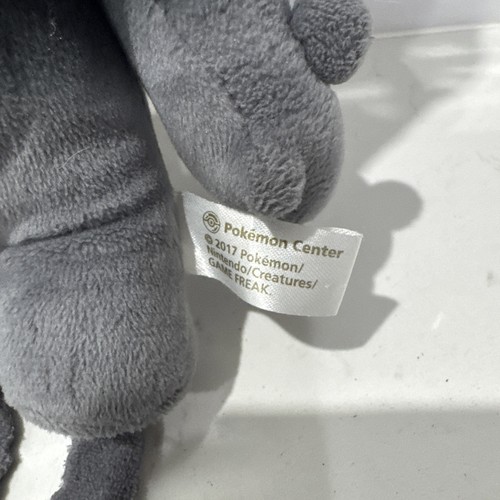 Pokémon Center
© 2017 Pokémon/
Nintendo/Creatures/
GAME FREAK.